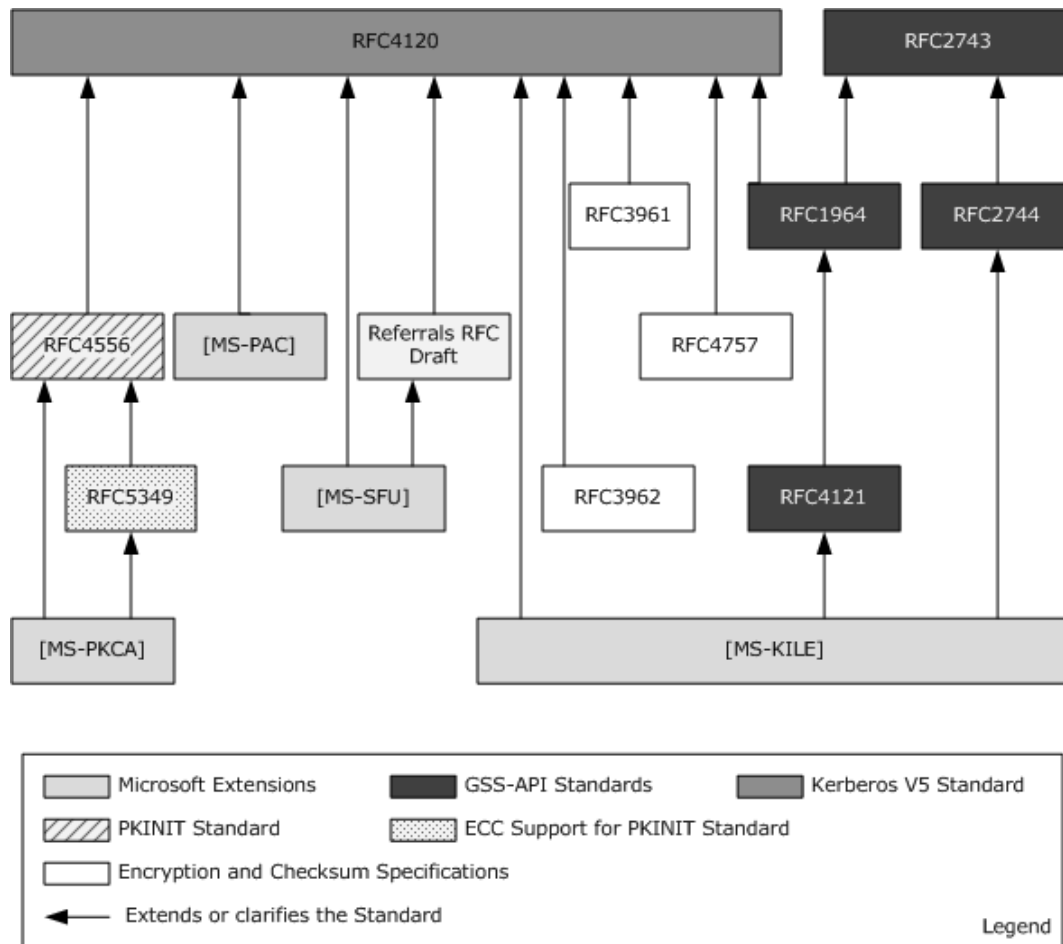 RFC4120
RFC2743
RFC3961
RFC1964
RFC2744
RFC4556
[MS-PAC]
Referrals RFC
Draft
RFC4757
RFC5349
[MS-SFU]
RFC3962
RFC4121
[MS-PKCA]
[MS-KILE]
Microsoft Extensions
GSS-API Standards
Kerberos V5 Standard
PKINIT Standard
ECC Support for PKINIT Standard
Encryption and Checksum Specifications
Extends or clarifies the Standard
Legend